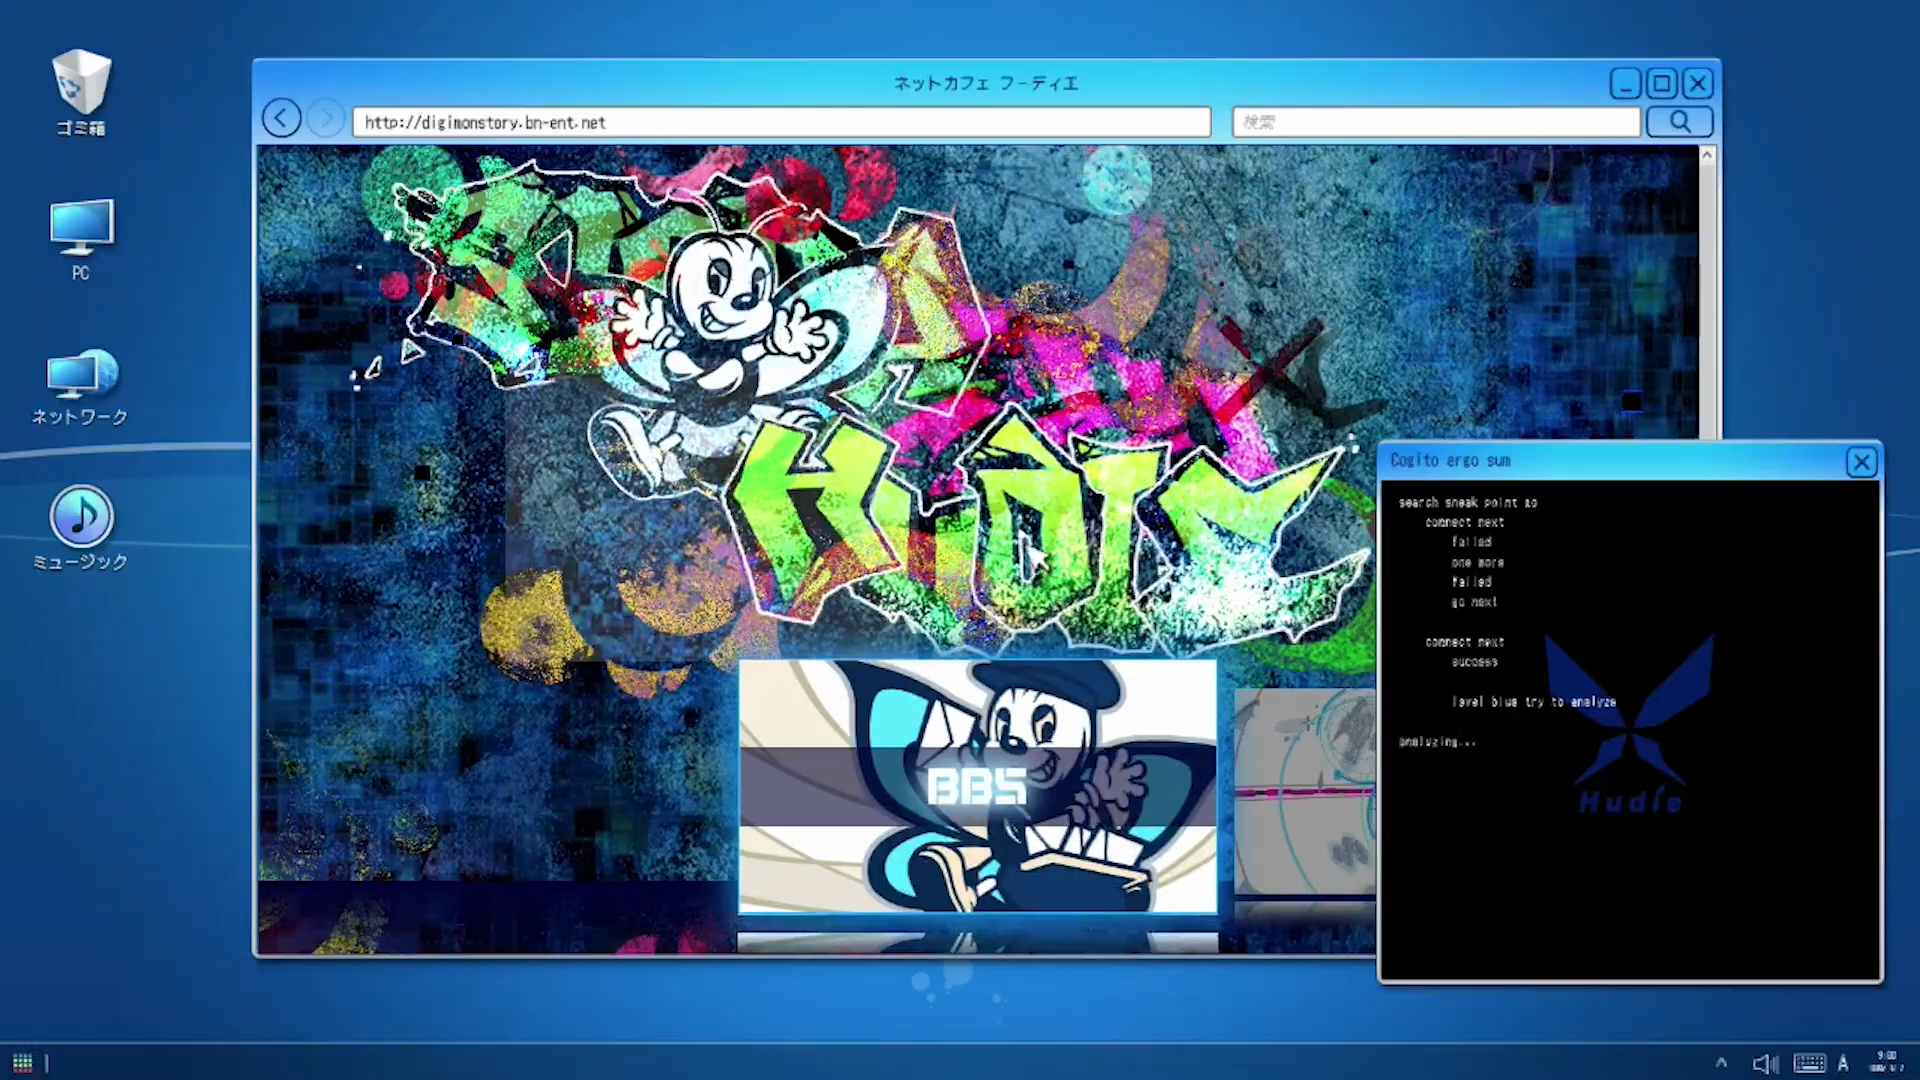 ゴミ箱
PC
ネットワーク
ミュージック
ネットカフェ フーディエ
http://digimonstory.bn-ent.net
検索
HUDIE
BBS
Cogito ergo sum
search sneak point go
connect next
failed
one more
failed
go next
connect next
success
level blue try to analyze
analyzing...
Hudie
A
9:00